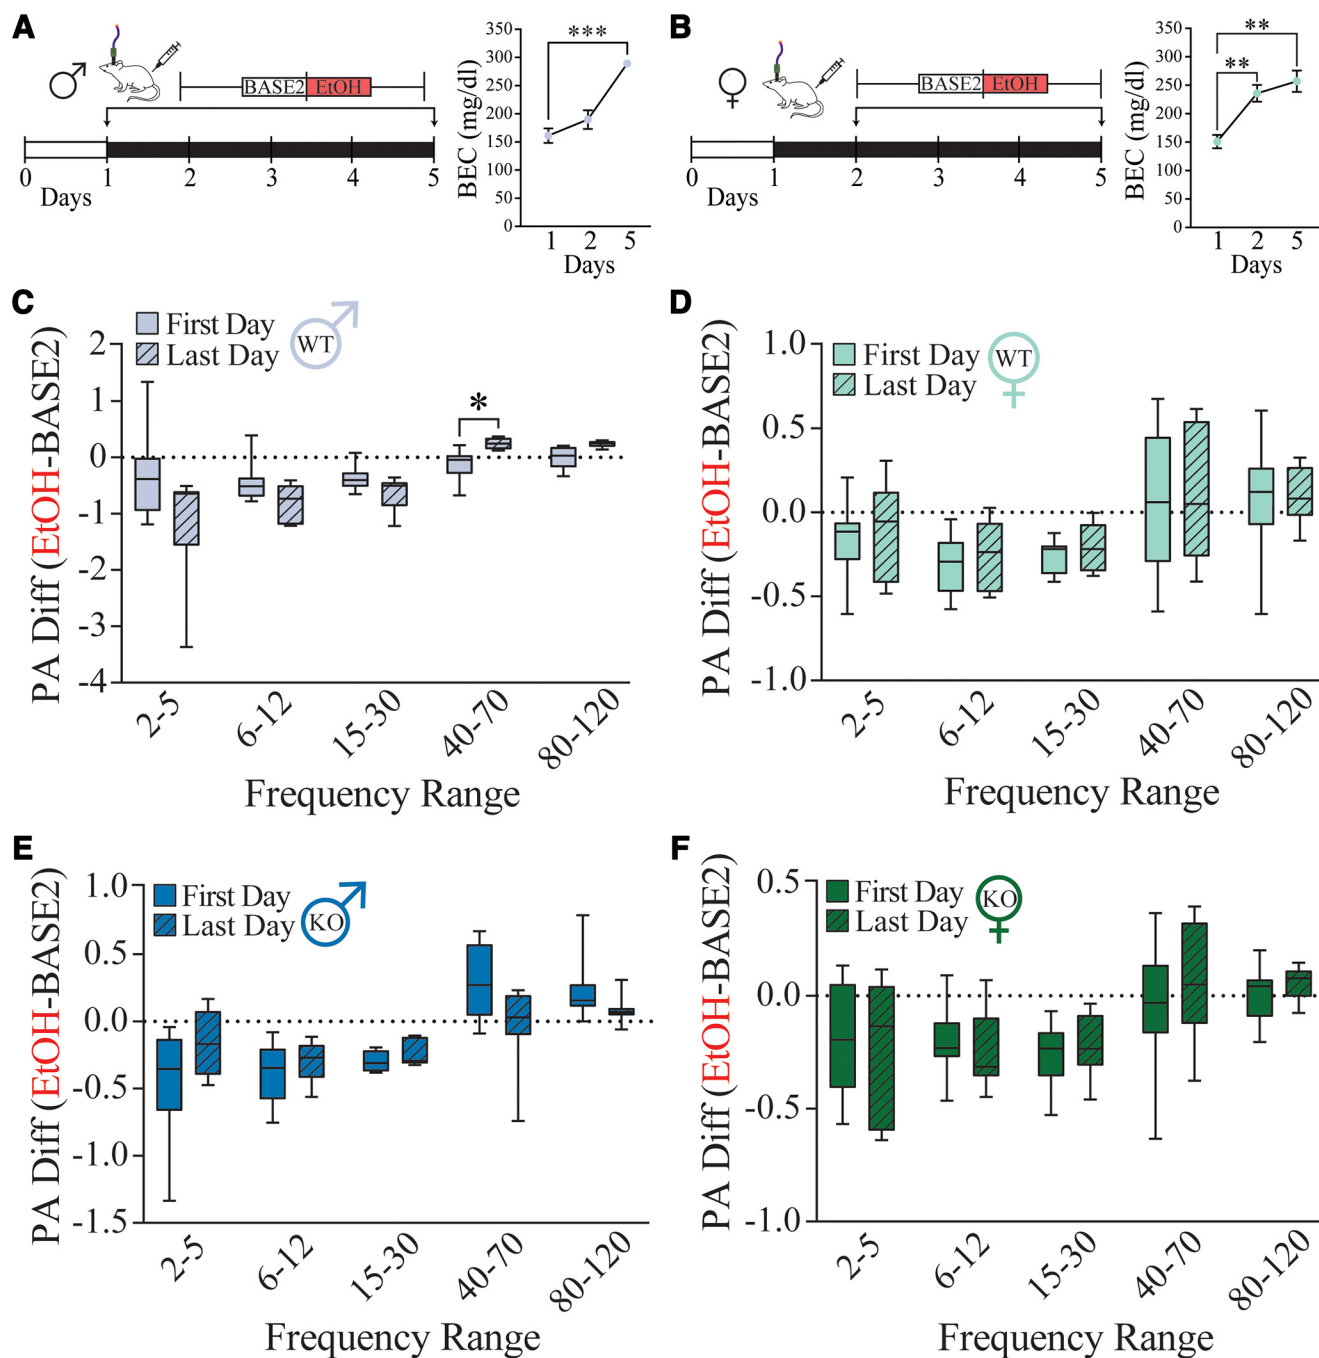 A
BASE2 EtOH
0 1 2 3 4 5
Days
BEC (mg/dl)
350
300
250
200
150
100
50
0
***
1 2 5
Days
B
BASE2 EtOH
0 1 2 3 4 5
Days
BEC (mg/dl)
350
300
250
200
150
100
50
0
**
**
1 2 5
Days
C
First Day
Last Day
WT
PA Diff (EtOH-BASE2)
2
1
0
-1
-2
-3
-4
*
2-5 6-12 15-30 40-70 80-120
Frequency Range
D
First Day
Last Day
WT
PA Diff (EtOH-BASE2)
1.0
0.5
0.0
-0.5
-1.0
2-5 6-12 15-30 40-70 80-120
Frequency Range
E
First Day
Last Day
KO
PA Diff (EtOH-BASE2)
1.0
0.5
0.0
-0.5
-1.0
-1.5
2-5 6-12 15-30 40-70 80-120
Frequency Range
F
First Day
Last Day
KO
PA Diff (EtOH-BASE2)
0.5
0.0
-0.5
-1.0
2-5 6-12 15-30 40-70 80-120
Frequency Range